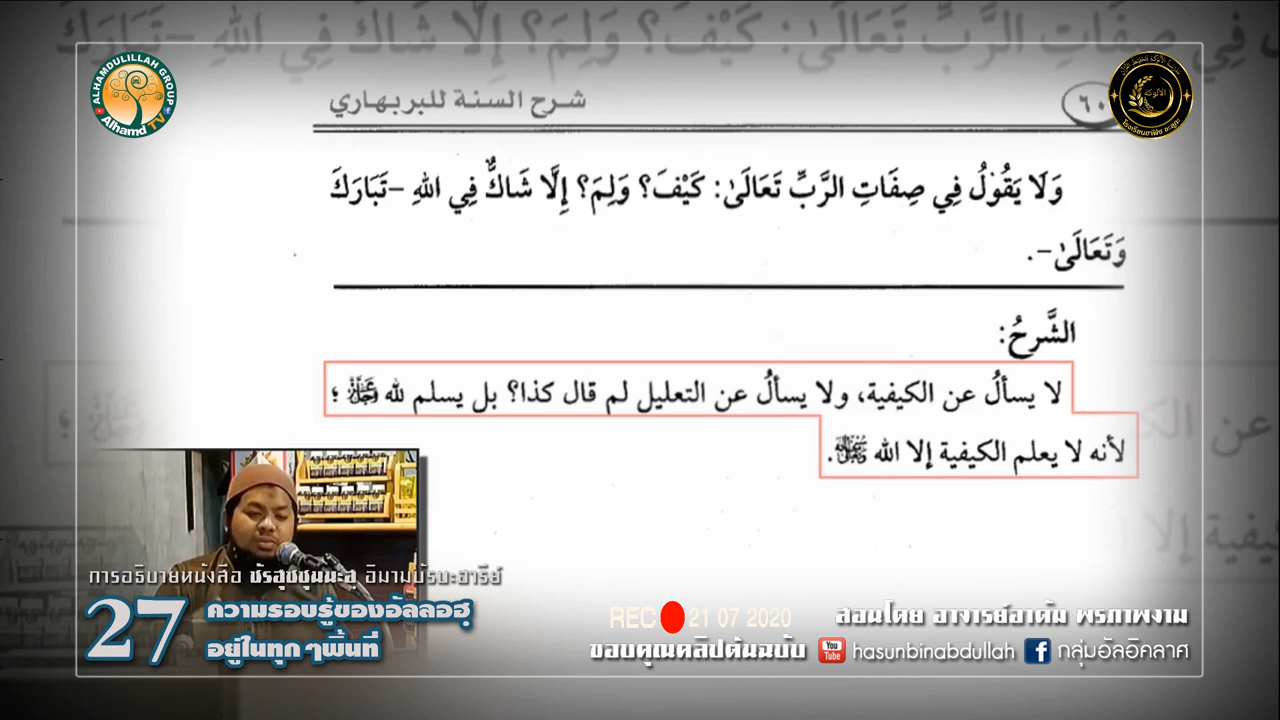 شرح السنة للبربهاري
٦٠
وَلَا يَقُوْلُ فِي صِفَاتِ الرَّبِّ تَعَالَىٰ: كَيْفَ؟ وَلِمَ؟ إِلَّا شَاكٌّ فِي اللهِ –تَبَارَكَ
وَتَعَالَىٰ–.
الشَّرحُ:
لا يسألُ عن الكيفية، ولا يسألُ عن التعليل لم قال كذا؟ بل يسلم لله ﷻ ؛
لأنه لا يعلم الكيفية إلا الله
ALHAMDULILLAH GROUP
Alhamd TV
الألوكة
การอธิบายหนังสือ ชัรฮุซซุนนะฮฺ อิมามบัรบะฮารีย์
27
ความรอบรู้ของอัลลอฮฺ
อยู่ในทุก ๆพื้นที่
REC 21 07 2020
สอนโดย อาจารย์อาดัม พรภาพงาม
ขอบคุณคลิปต้นฉบับ You Tube hasunbinabdullah f กลุ่มอัลอิคลาศ